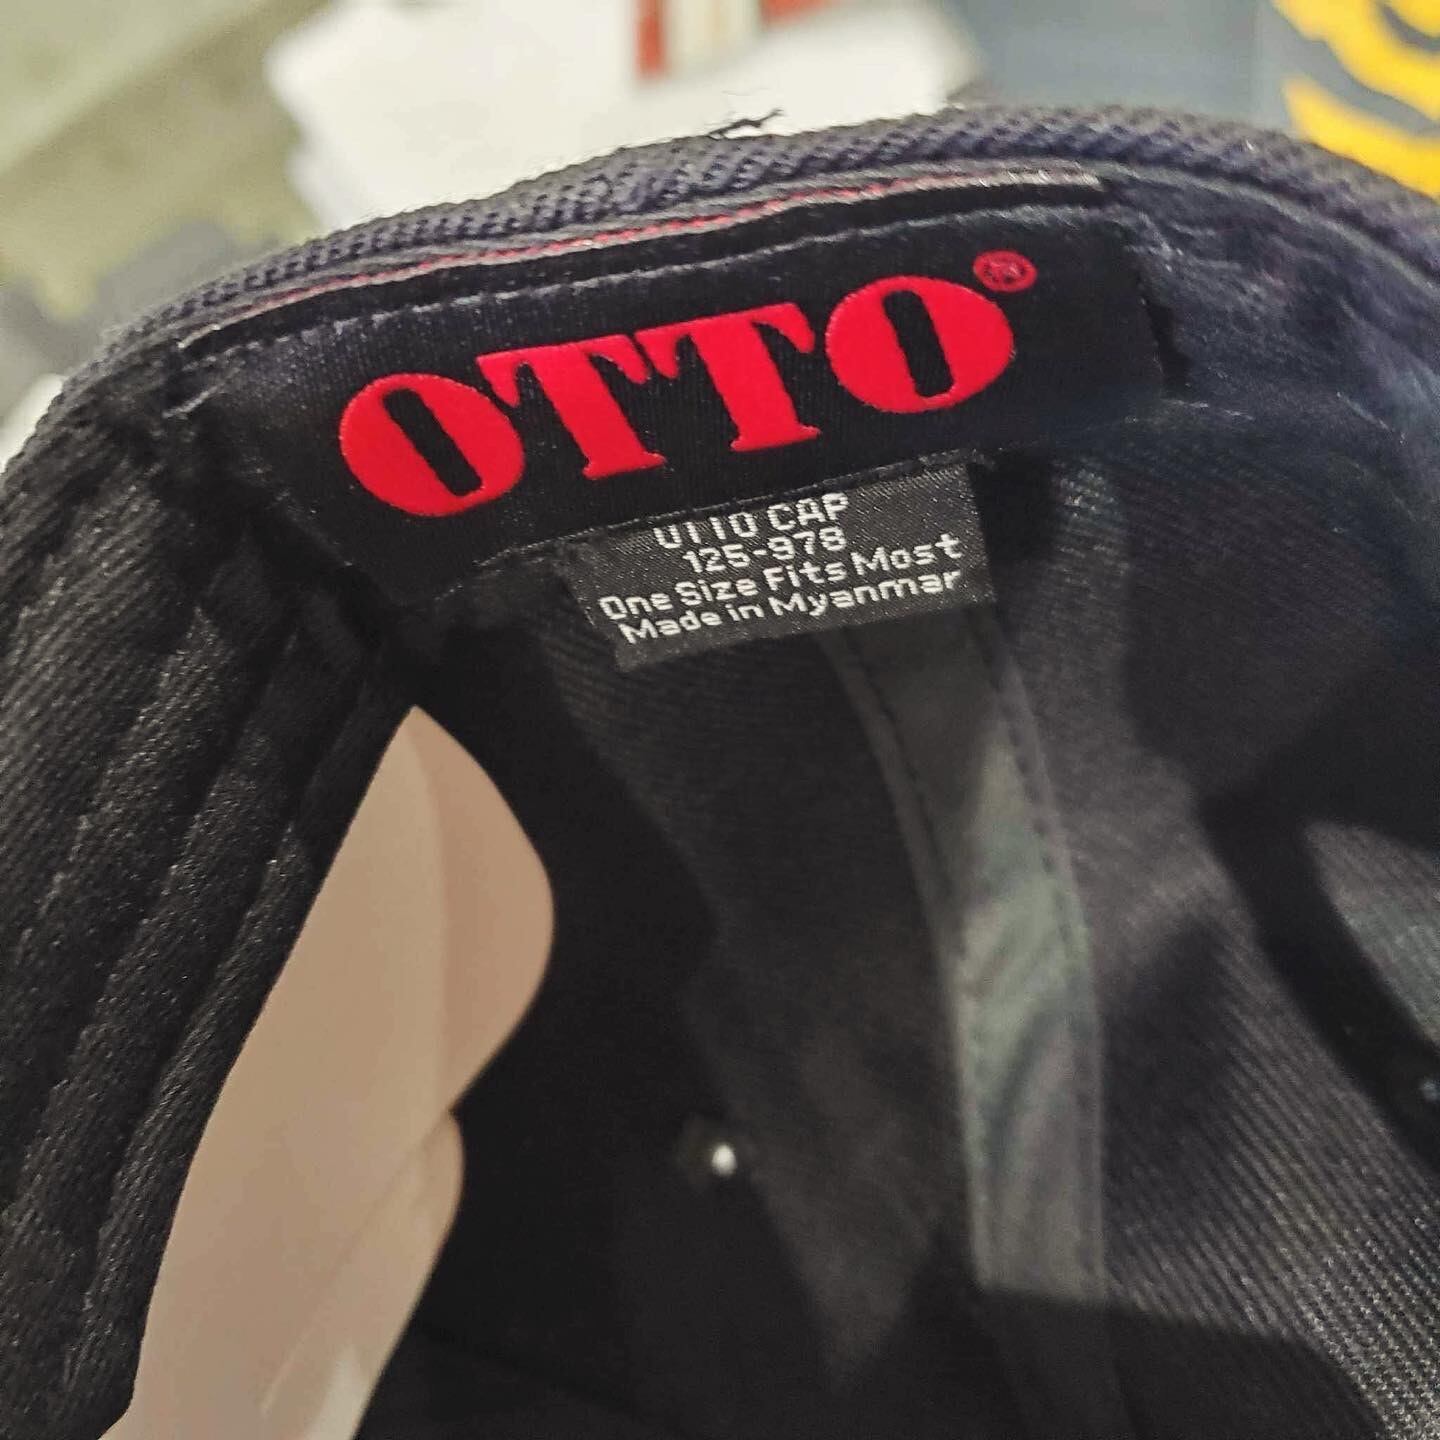 OTTO®
OTTO CAP
125-978
One Size Fits Most
Made in Myanmar